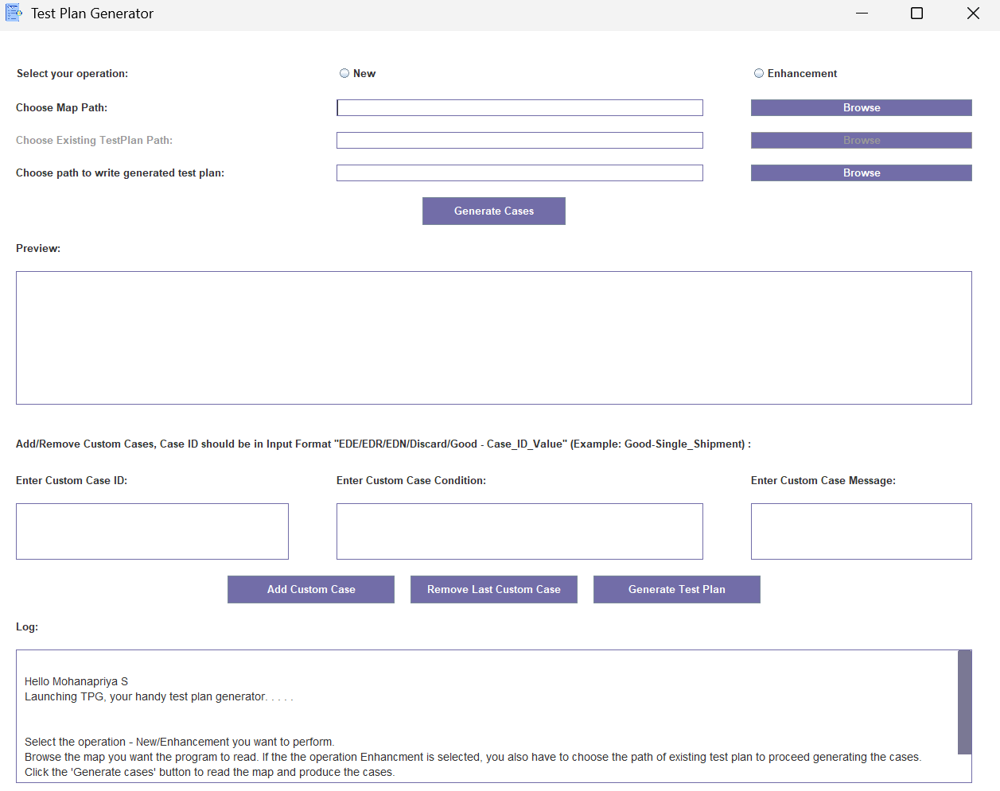 Test Plan Generator
Select your operation:
New
Enhancement
Choose Map Path:
Browse
Choose Existing TestPlan Path:
Browse
Choose path to write generated test plan:
Browse
Generate Cases
Preview:
Add/Remove Custom Cases, Case ID should be in Input Format "EDE/EDR/EDN/Discard/Good - Case_ID_Value" (Example: Good-Single_Shipment) :
Enter Custom Case ID:
Enter Custom Case Condition:
Enter Custom Case Message:
Add Custom Case
Remove Last Custom Case
Generate Test Plan
Log:
Hello Mohanapriya S
Launching TPG, your handy test plan generator. . . . .
Select the operation - New/Enhancement you want to perform.
Browse the map you want the program to read. If the the operation Enhancment is selected, you also have to choose the path of existing test plan to proceed generating the cases.
Click the 'Generate cases' button to read the map and produce the cases.